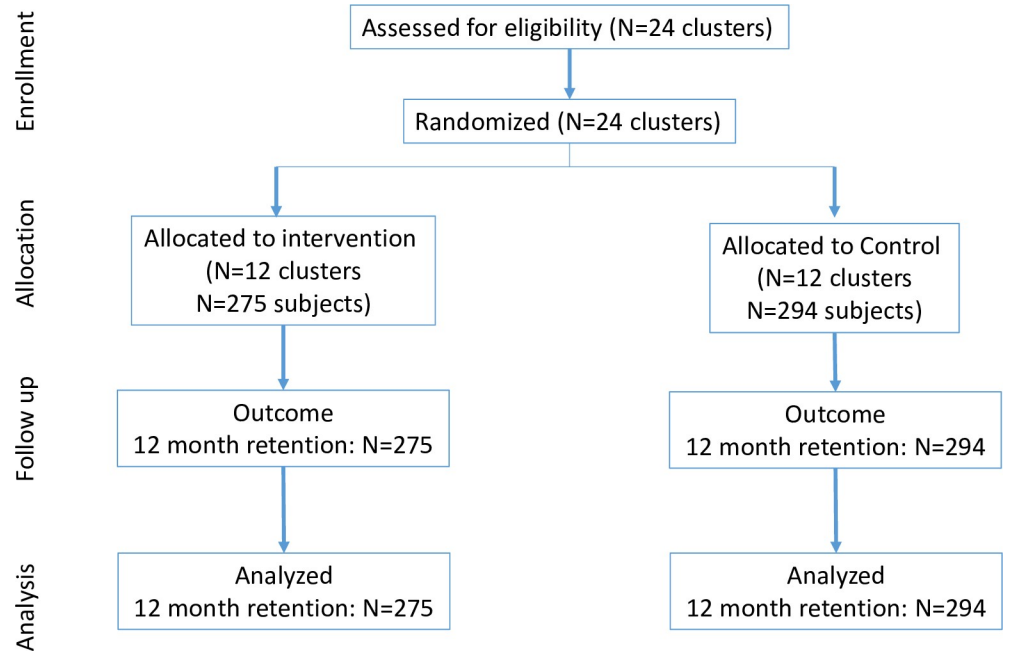 Enrollment
Assessed for eligibility (N=24 clusters)
Randomized (N=24 clusters)
Allocation
Allocated to intervention
(N=12 clusters
N=275 subjects)
Allocated to Control
(N=12 clusters
N=294 subjects)
Follow up
Outcome
12 month retention: N=275
Outcome
12 month retention: N=294
Analysis
Analyzed
12 month retention: N=275
Analyzed
12 month retention: N=294